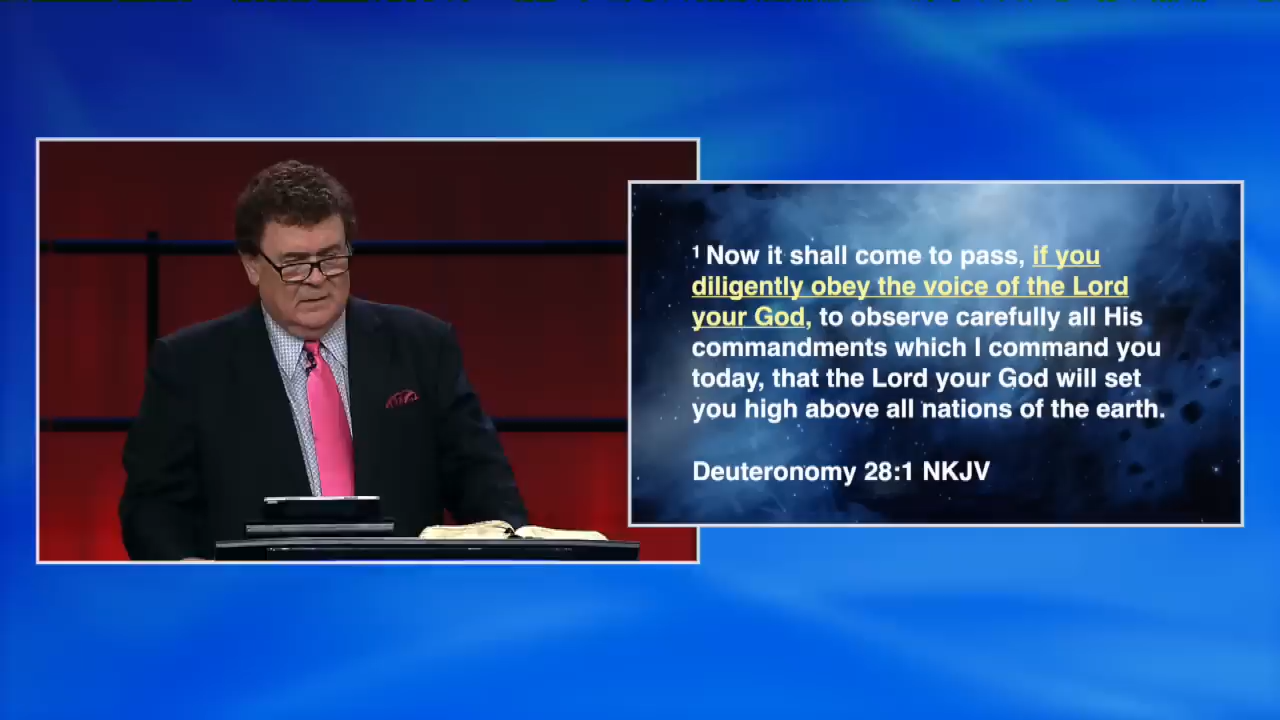 ¹ Now it shall come to pass, if you
diligently obey the voice of the Lord
your God, to observe carefully all His
commandments which I command you
today, that the Lord your God will set
you high above all nations of the earth.
Deuteronomy 28:1 NKJV